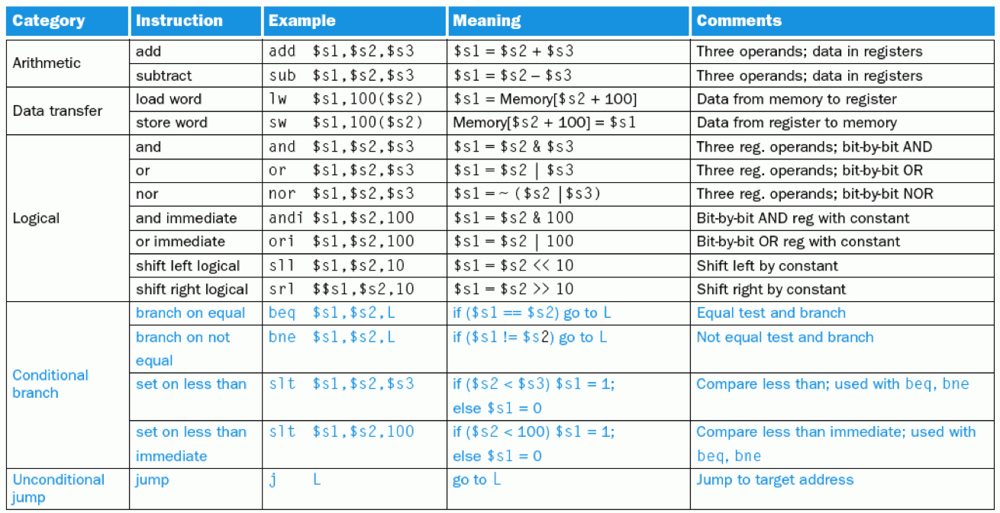 Category Instruction Example Meaning Comments
Arithmetic
add add $s1,$s2,$s3 $s1 = $s2 + $s3 Three operands; data in registers
subtract sub $s1,$s2,$s3 $s1 = $s2 – $s3 Three operands; data in registers
Data transfer
load word lw $s1,100($s2) $s1 = Memory[$s2 + 100] Data from memory to register
store word sw $s1,100($s2) Memory[$s2 + 100] = $s1 Data from register to memory
Logical
and and $s1,$s2,$s3 $s1 = $s2 & $s3 Three reg. operands; bit-by-bit AND
or or $s1,$s2,$s3 $s1 = $s2 | $s3 Three reg. operands; bit-by-bit OR
nor nor $s1,$s2,$s3 $s1 = ~ ($s2 |$s3) Three reg. operands; bit-by-bit NOR
and immediate andi $s1,$s2,100 $s1 = $s2 & 100 Bit-by-bit AND reg with constant
or immediate ori $s1,$s2,100 $s1 = $s2 | 100 Bit-by-bit OR reg with constant
shift left logical sll $s1,$s2,10 $s1 = $s2 << 10 Shift left by constant
shift right logical srl $$s1,$s2,10 $s1 = $s2 >> 10 Shift right by constant
Conditional
branch
branch on equal beq $s1,$s2,L if ($s1 == $s2) go to L Equal test and branch
branch on not bne $s1,$s2,L if ($s1 != $s2) go to L Not equal test and branch
equal
set on less than slt $s1,$s2,$s3 if ($s2 < $s3) $s1 = 1; Compare less than; used with beq, bne
else $s1 = 0
set on less than slt $s1,$s2,100 if ($s2 < 100) $s1 = 1; Compare less than immediate; used with
immediate else $s1 = 0 beq, bne
Unconditional jump j L go to L Jump to target address
jump